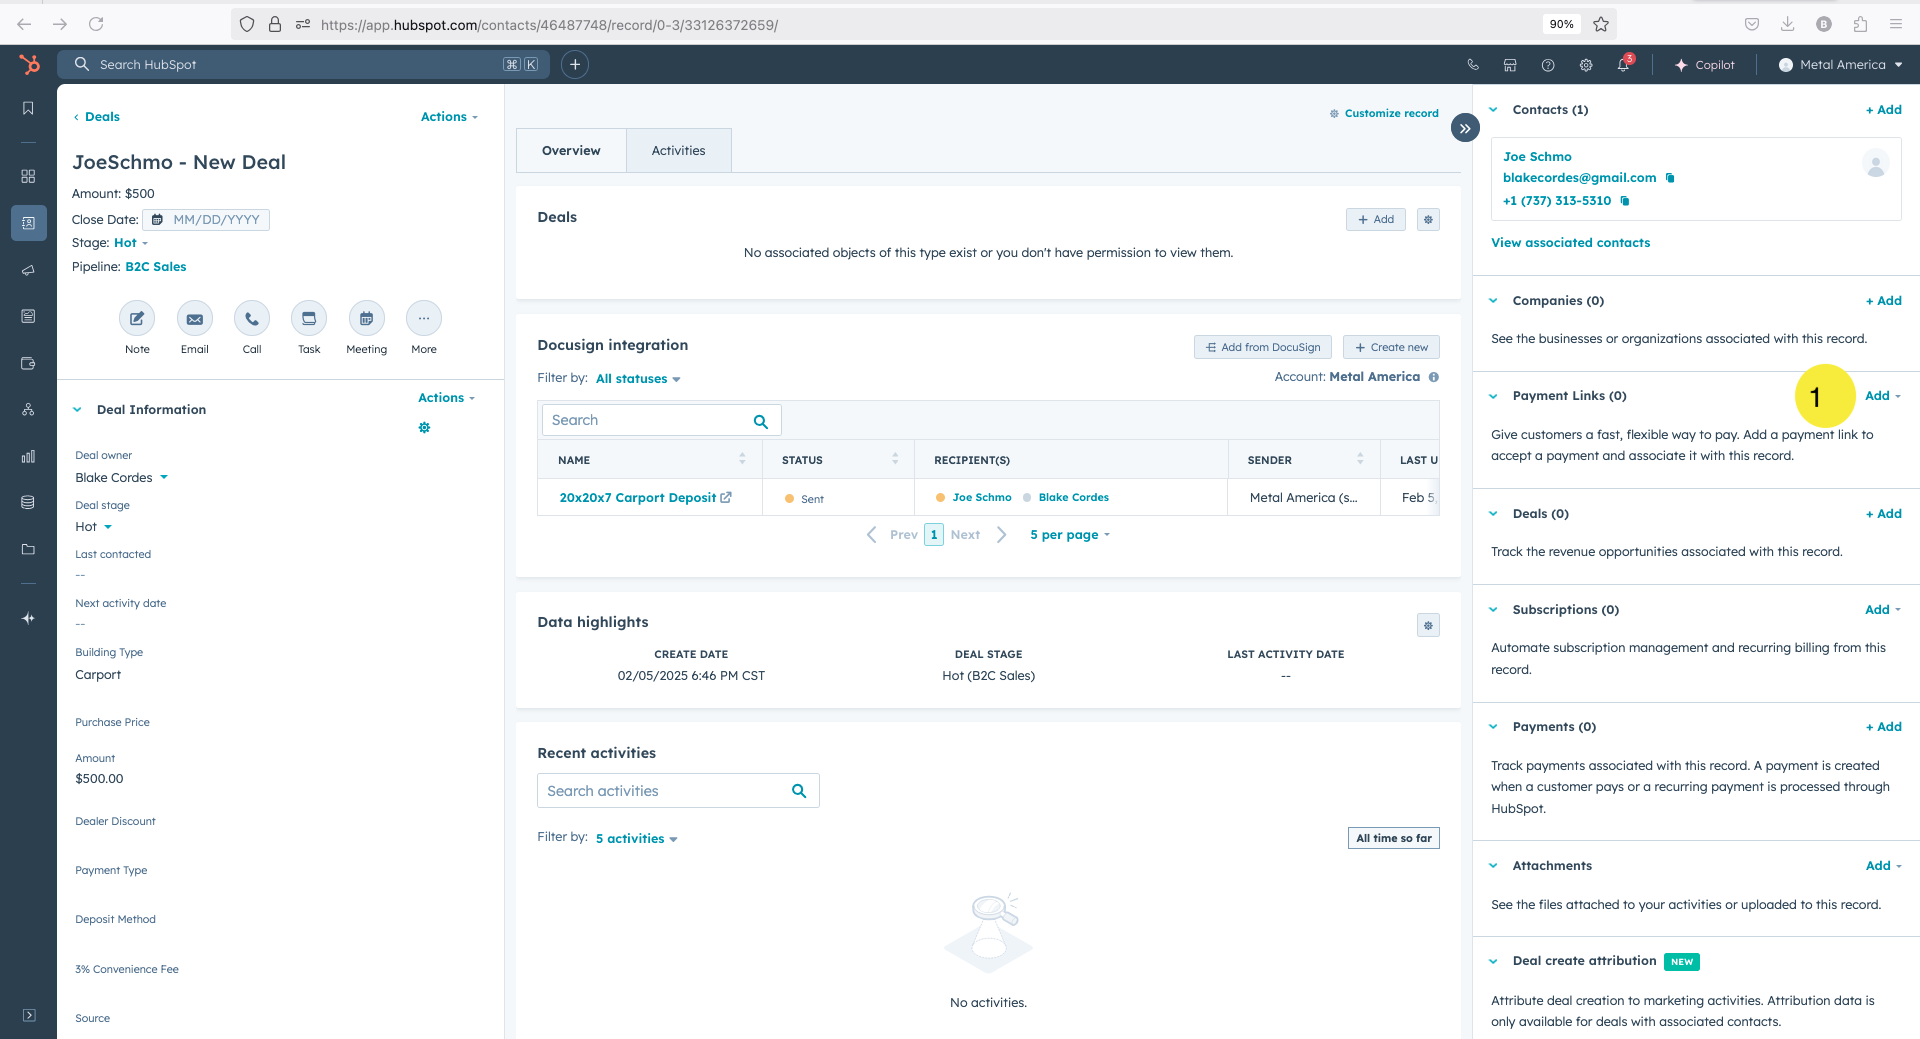 https://app.hubspot.com/contacts/46487748/record/0-3/33126372659/
90%
B
Search HubSpot
⌘ K
+
3
Copilot
Metal America
Deals
Actions
JoeSchmo - New Deal
Amount: $500
Close Date: MM/DD/YYYY
Stage: Hot
Pipeline: B2C Sales
Note
Email
Call
Task
Meeting
More
Deal Information
Actions
Deal owner
Blake Cordes
Deal stage
Hot
Last contacted
--
Next activity date
--
Building Type
Carport
Purchase Price
Amount
$500.00
Dealer Discount
Payment Type
Deposit Method
3% Convenience Fee
Source
Customize record
Overview
Activities
Deals
+ Add
No associated objects of this type exist or you don't have permission to view them.
Docusign integration
Add from DocuSign
+ Create new
Filter by: All statuses
Account: Metal America
Search
NAME
STATUS
RECIPIENT(S)
SENDER
LAST U
20x20x7 Carport Deposit
Sent
Joe Schmo
Blake Cordes
Metal America (s...
Feb 5,
Prev
1
Next
5 per page
Data highlights
CREATE DATE
02/05/2025 6:46 PM CST
DEAL STAGE
Hot (B2C Sales)
LAST ACTIVITY DATE
--
Recent activities
Search activities
Filter by: 5 activities
All time so far
No activities.
Contacts (1)
+ Add
Joe Schmo
blakecordes@gmail.com
+1 (737) 313-5310
View associated contacts
Companies (0)
+ Add
See the businesses or organizations associated with this record.
Payment Links (0)
1
Add
Give customers a fast, flexible way to pay. Add a payment link to
accept a payment and associate it with this record.
Deals (0)
+ Add
Track the revenue opportunities associated with this record.
Subscriptions (0)
Add
Automate subscription management and recurring billing from this
record.
Payments (0)
+ Add
Track payments associated with this record. A payment is created
when a customer pays or a recurring payment is processed through
HubSpot.
Attachments
Add
See the files attached to your activities or uploaded to this record.
Deal create attribution NEW
Attribute deal creation to marketing activities. Attribution data is
only available for deals with associated contacts.